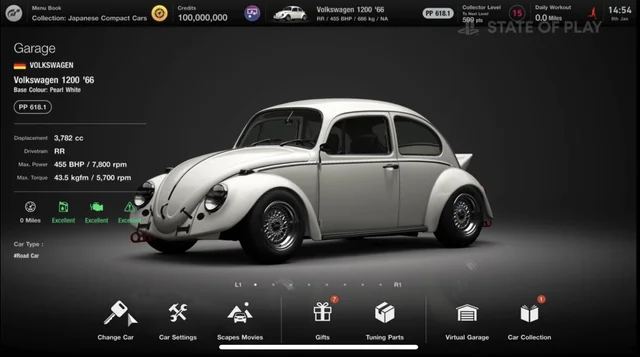 Menu Book
Collection: Japanese Compact Cars
Credits
100,000,000
Volkswagen 1200 '66
RR / 455 BHP / 686 kg / NA
PP 618.1
Collector Level
To Next Level
590 pts
15
Daily Workout
0.0 Miles
14:54
8th Jan
STATE OF PLAY
Garage
VOLKSWAGEN
Volkswagen 1200 '66
Base Colour: Pearl White
PP 618.1
Displacement 3,782 cc
Drivetrain RR
Max. Power 455 BHP / 7,800 rpm
Max. Torque 43.5 kgfm / 5,700 rpm
0 Miles Excellent Excellent Excellent
Car Type :
#Road Car
L1 R1
7 1
Change Car Car Settings Scapes Movies Gifts Tuning Parts Virtual Garage Car Collection